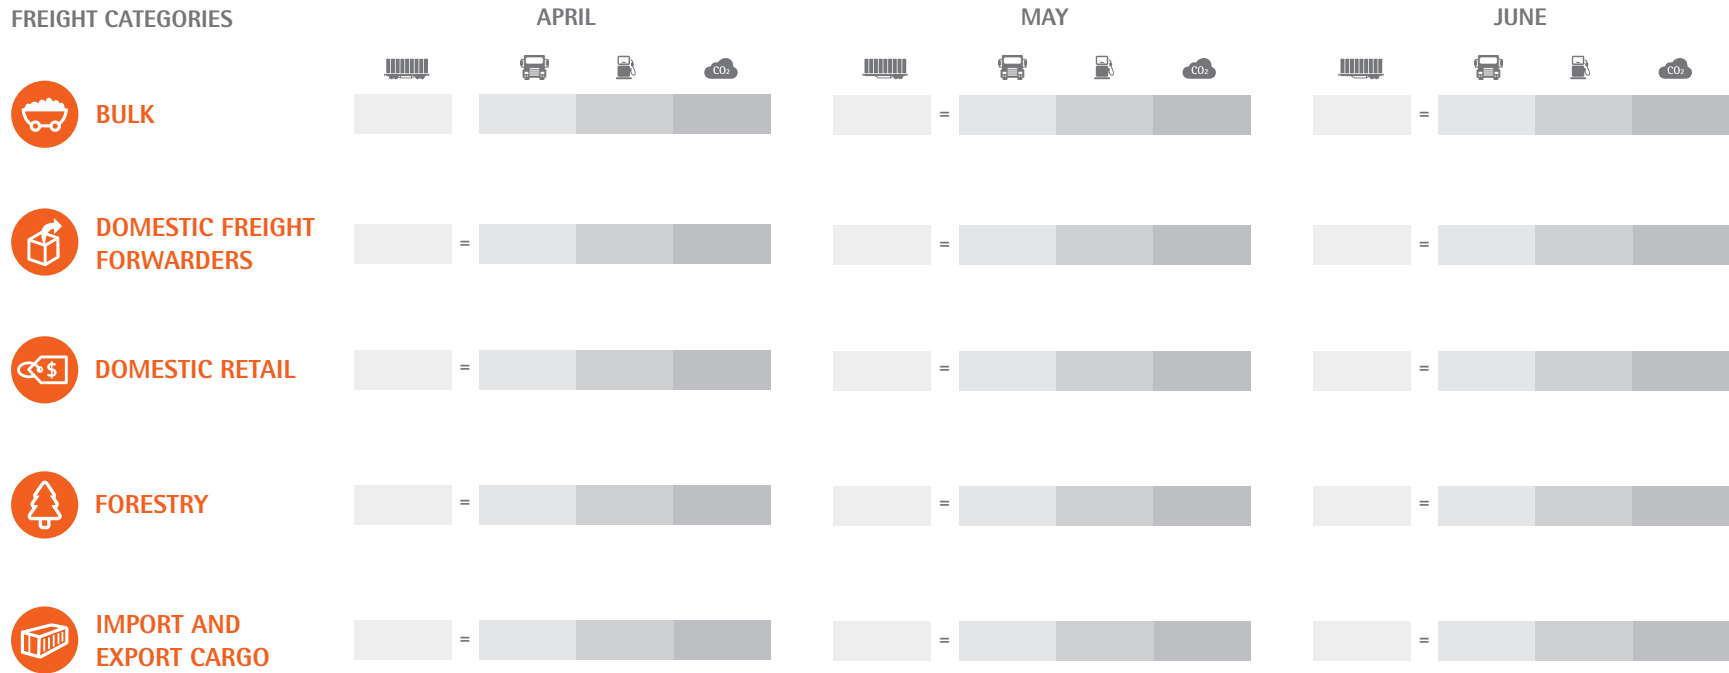 FREIGHT CATEGORIES APRIL MAY JUNE
CO₂ CO₂ CO₂
BULK = =
DOMESTIC FREIGHT
FORWARDERS = = =
$ DOMESTIC RETAIL = = =
FORESTRY = = =
IMPORT AND
EXPORT CARGO = = =